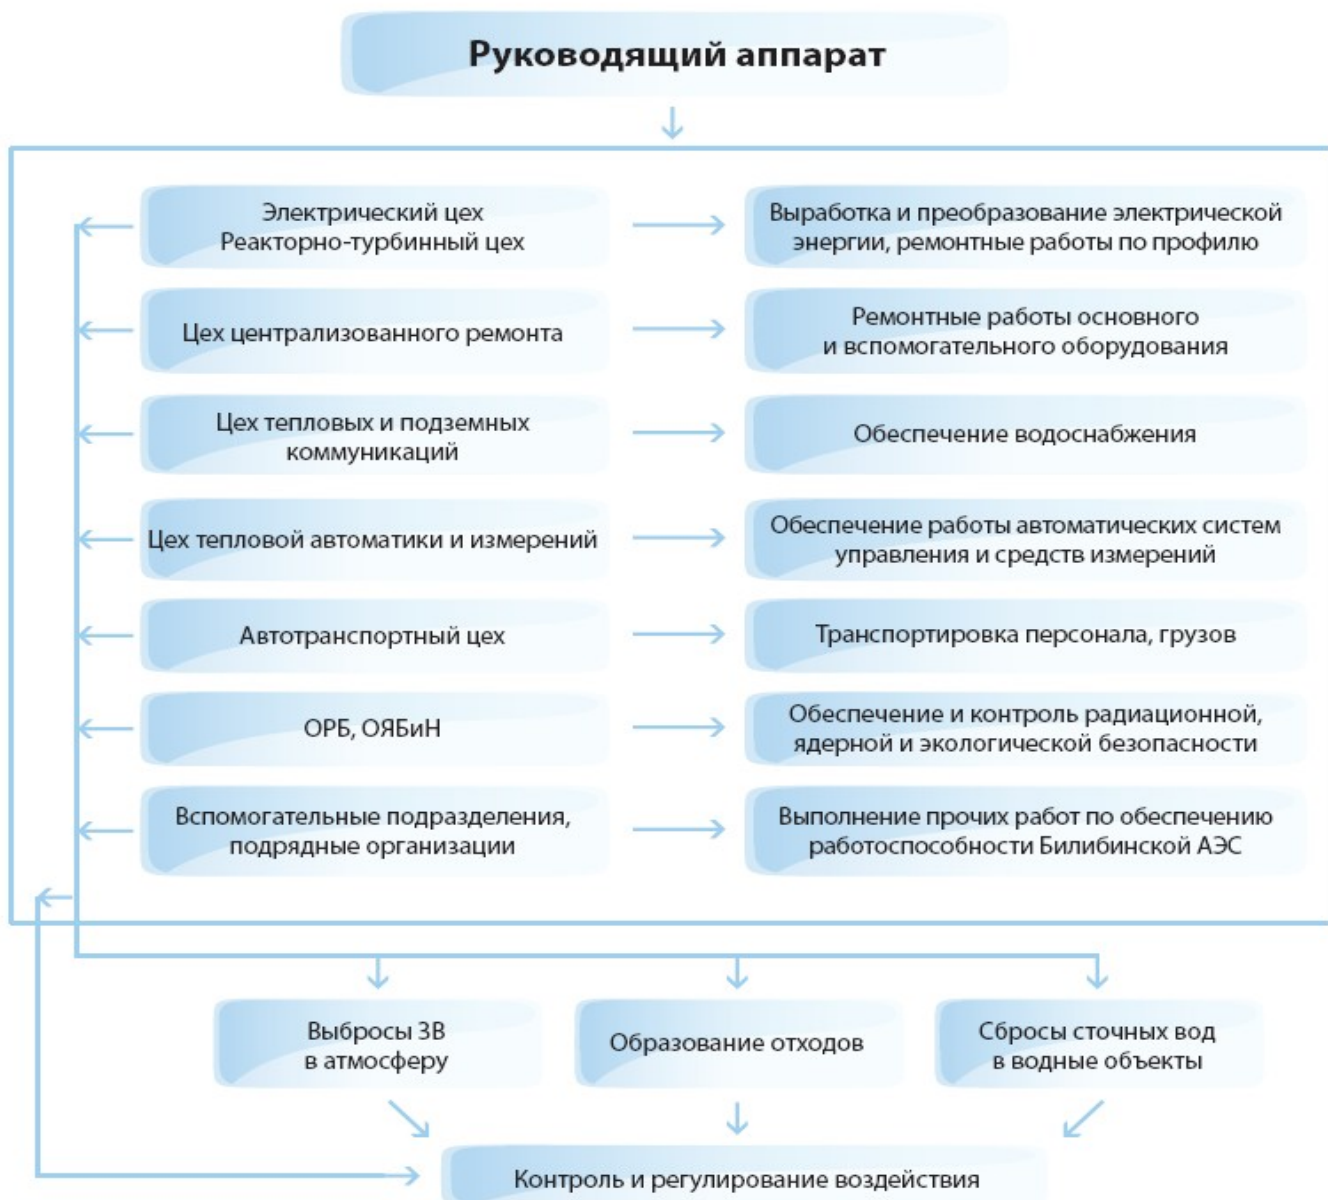 Руководящий аппарат
Электрический цех
Реакторно-турбинный цех
Выработка и преобразование электрической
энергии, ремонтные работы по профилю
Цех централизованного ремонта
Ремонтные работы основного
и вспомогательного оборудования
Цех тепловых и подземных
коммуникаций
Обеспечение водоснабжения
Цех тепловой автоматики и измерений
Обеспечение работы автоматических систем
управления и средств измерений
Автотранспортный цех
Транспортировка персонала, грузов
ОРБ, ОЯБиН
Обеспечение и контроль радиационной,
ядерной и экологической безопасности
Вспомогательные подразделения,
подрядные организации
Выполнение прочих работ по обеспечению
работоспособности Билибинской АЭС
Выбросы ЗВ
в атмосферу
Образование отходов
Сбросы сточных вод
в водные объекты
Контроль и регулирование воздействия